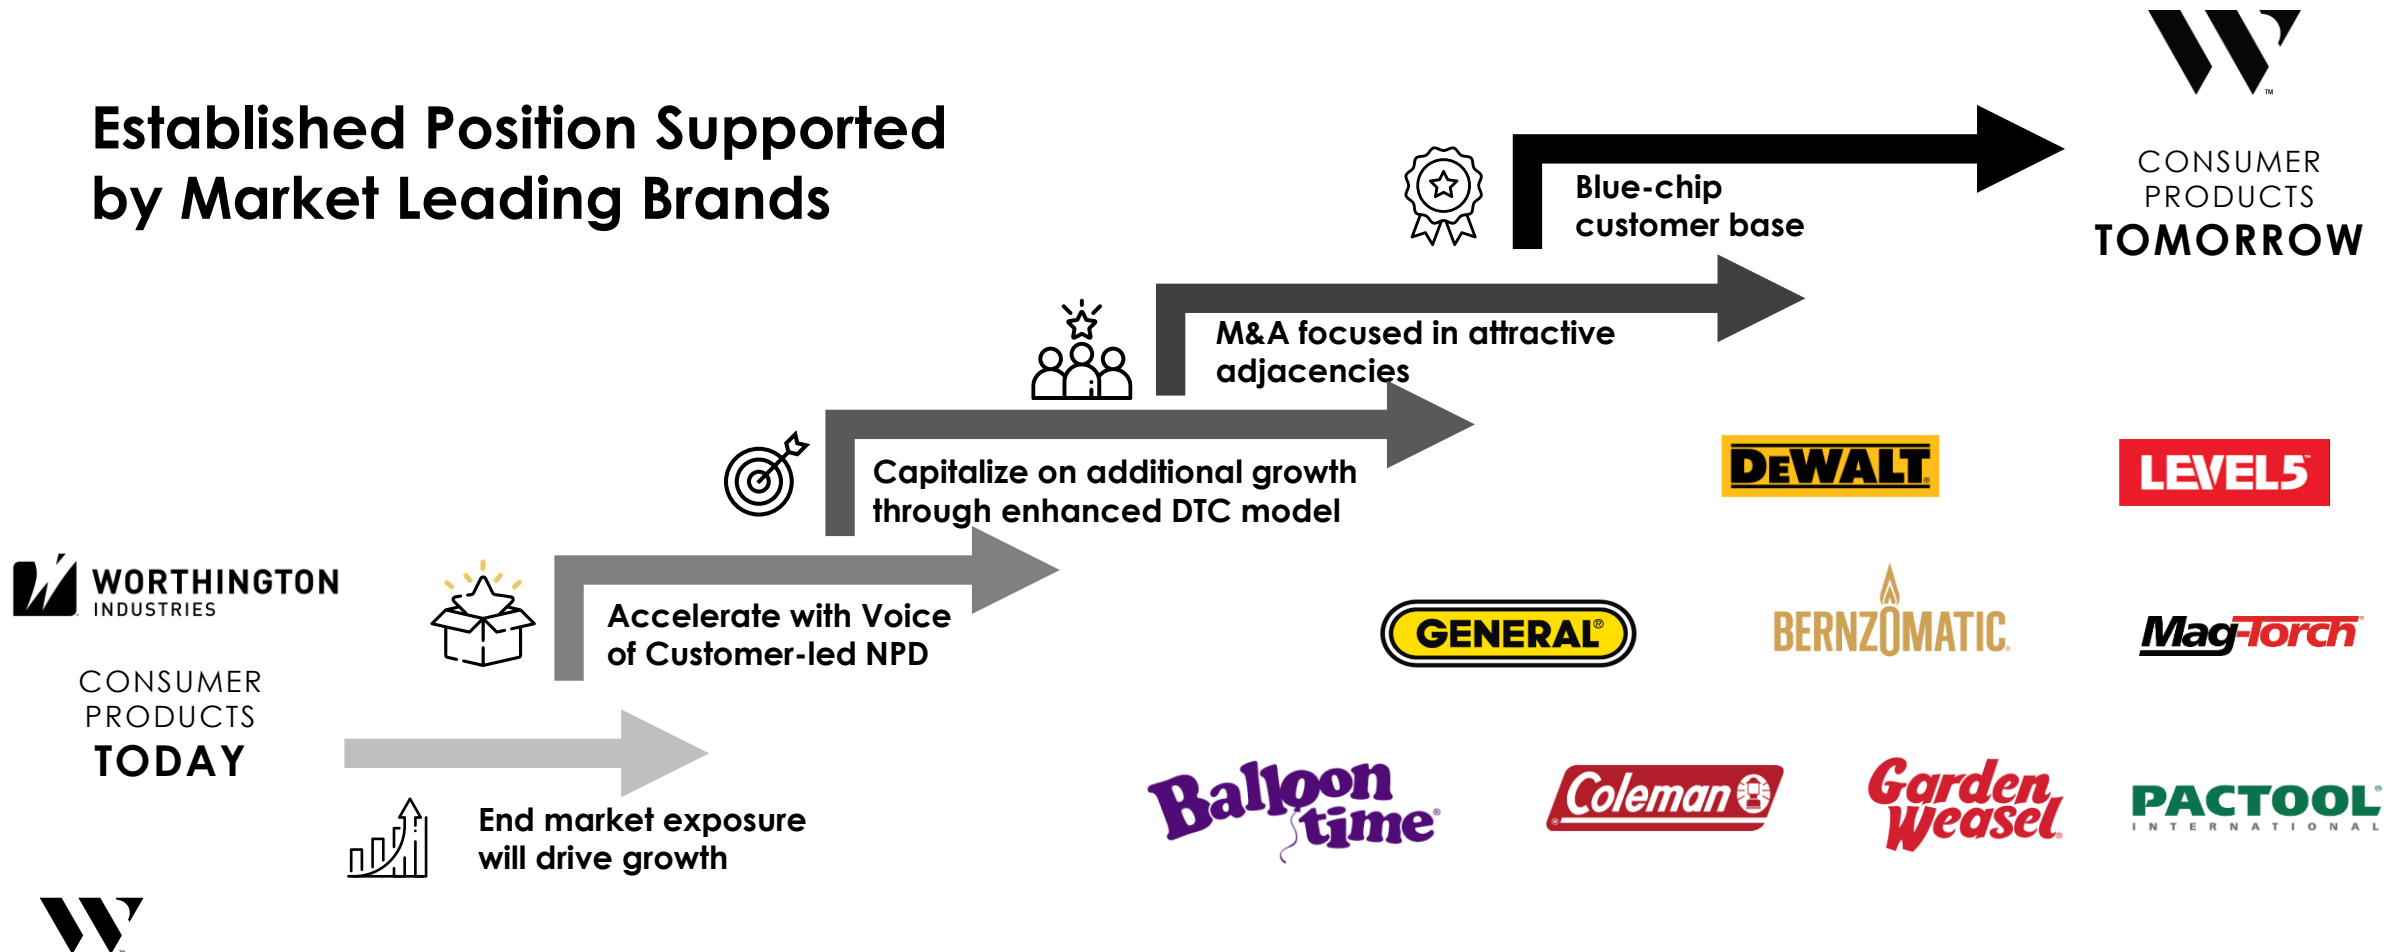 Established Position Supported
by Market Leading Brands
CONSUMER
PRODUCTS
TOMORROW
Blue-chip
customer base
M&A focused in attractive
adjacencies
Capitalize on additional growth
through enhanced DTC model
Accelerate with Voice
of Customer-led NPD
WORTHINGTON
INDUSTRIES
CONSUMER
PRODUCTS
TODAY
End market exposure
will drive growth
DEWALT
LEVEL5
GENERAL®
BERNZOMATIC
Mag-Torch
Balloon
time
Coleman
Garden
Weasel
PACTOOL
INTERNATIONAL